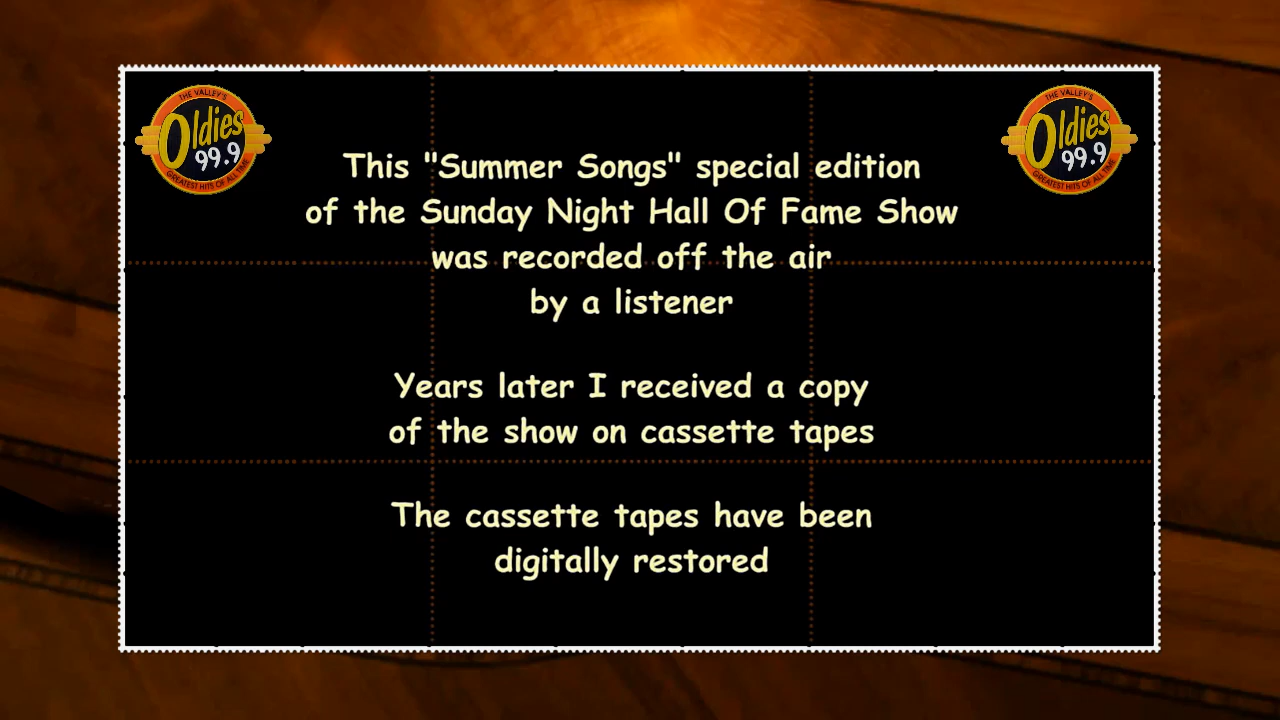 THE VALLEY'S
Oldies
99.9
GREATEST HITS OF ALL TIME
THE VALLEY'S
Oldies
99.9
GREATEST HITS OF ALL TIME
This "Summer Songs" special edition
of the Sunday Night Hall Of Fame Show
was recorded off the air
by a listener
Years later I received a copy
of the show on cassette tapes
The cassette tapes have been
digitally restored